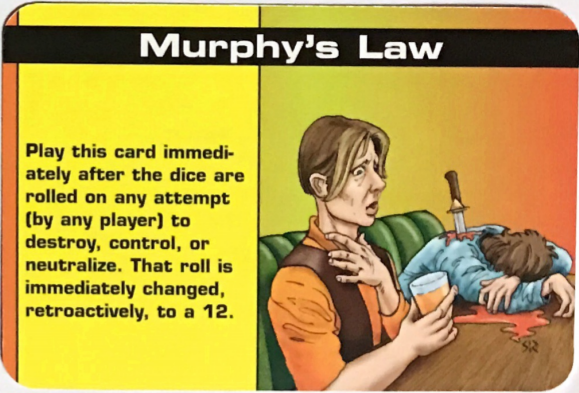 Murphy's Law
Play this card immedi-
ately after the dice are
rolled on any attempt
(by any player) to
destroy, control, or
neutralize. That roll is
immediately changed,
retroactively, to a 12.